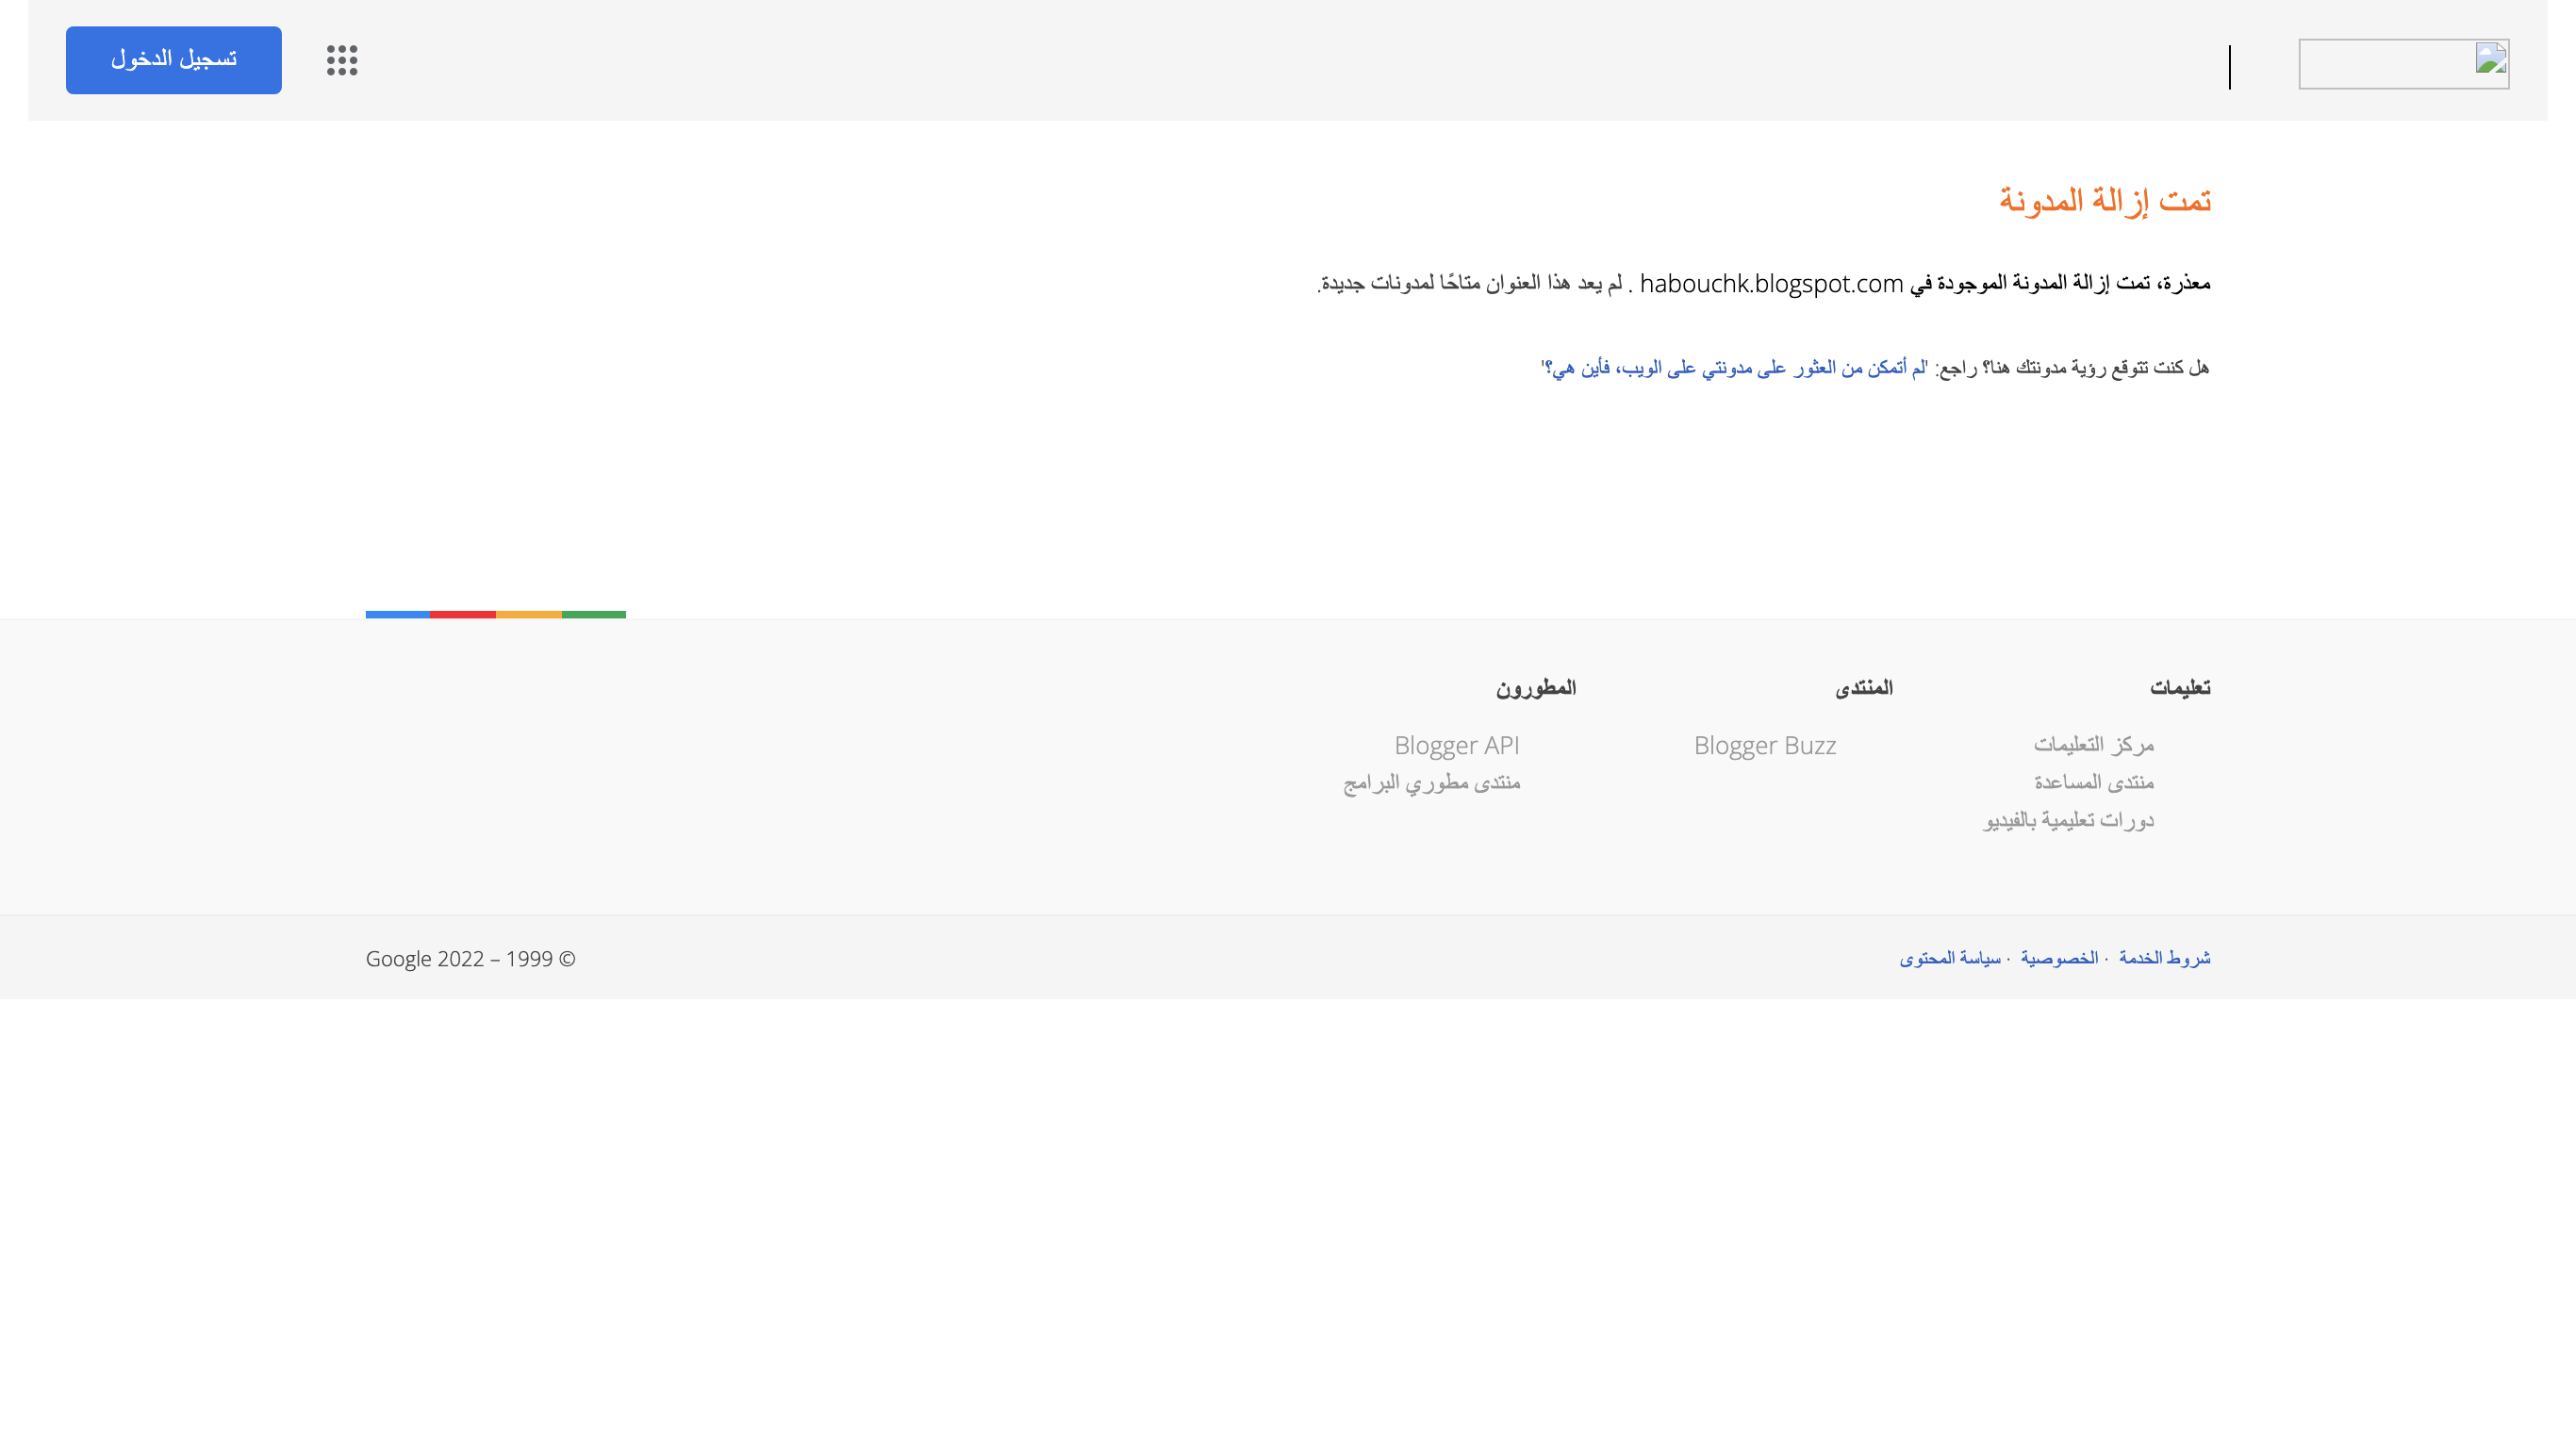 تسجيل الدخول
تمت إزالة المدونة
معذرة، تمت إزالة المدونة الموجودة في habouchk.blogspot.com . لم يعد هذا العنوان متاحًا لمدونات جديدة.
هل كنت تتوقع رؤية مدونتك هنا؟ راجع: 'لم أتمكن من العثور على مدونتي على الويب، فأين هي؟'
تعليمات
مركز التعليمات
منتدى المساعدة
دورات تعليمية بالفيديو
المنتدى
Blogger Buzz
المطورون
Blogger API
منتدى مطوري البرامج
شروط الخدمة · الخصوصية · سياسة المحتوى
© 1999 – 2022 Google